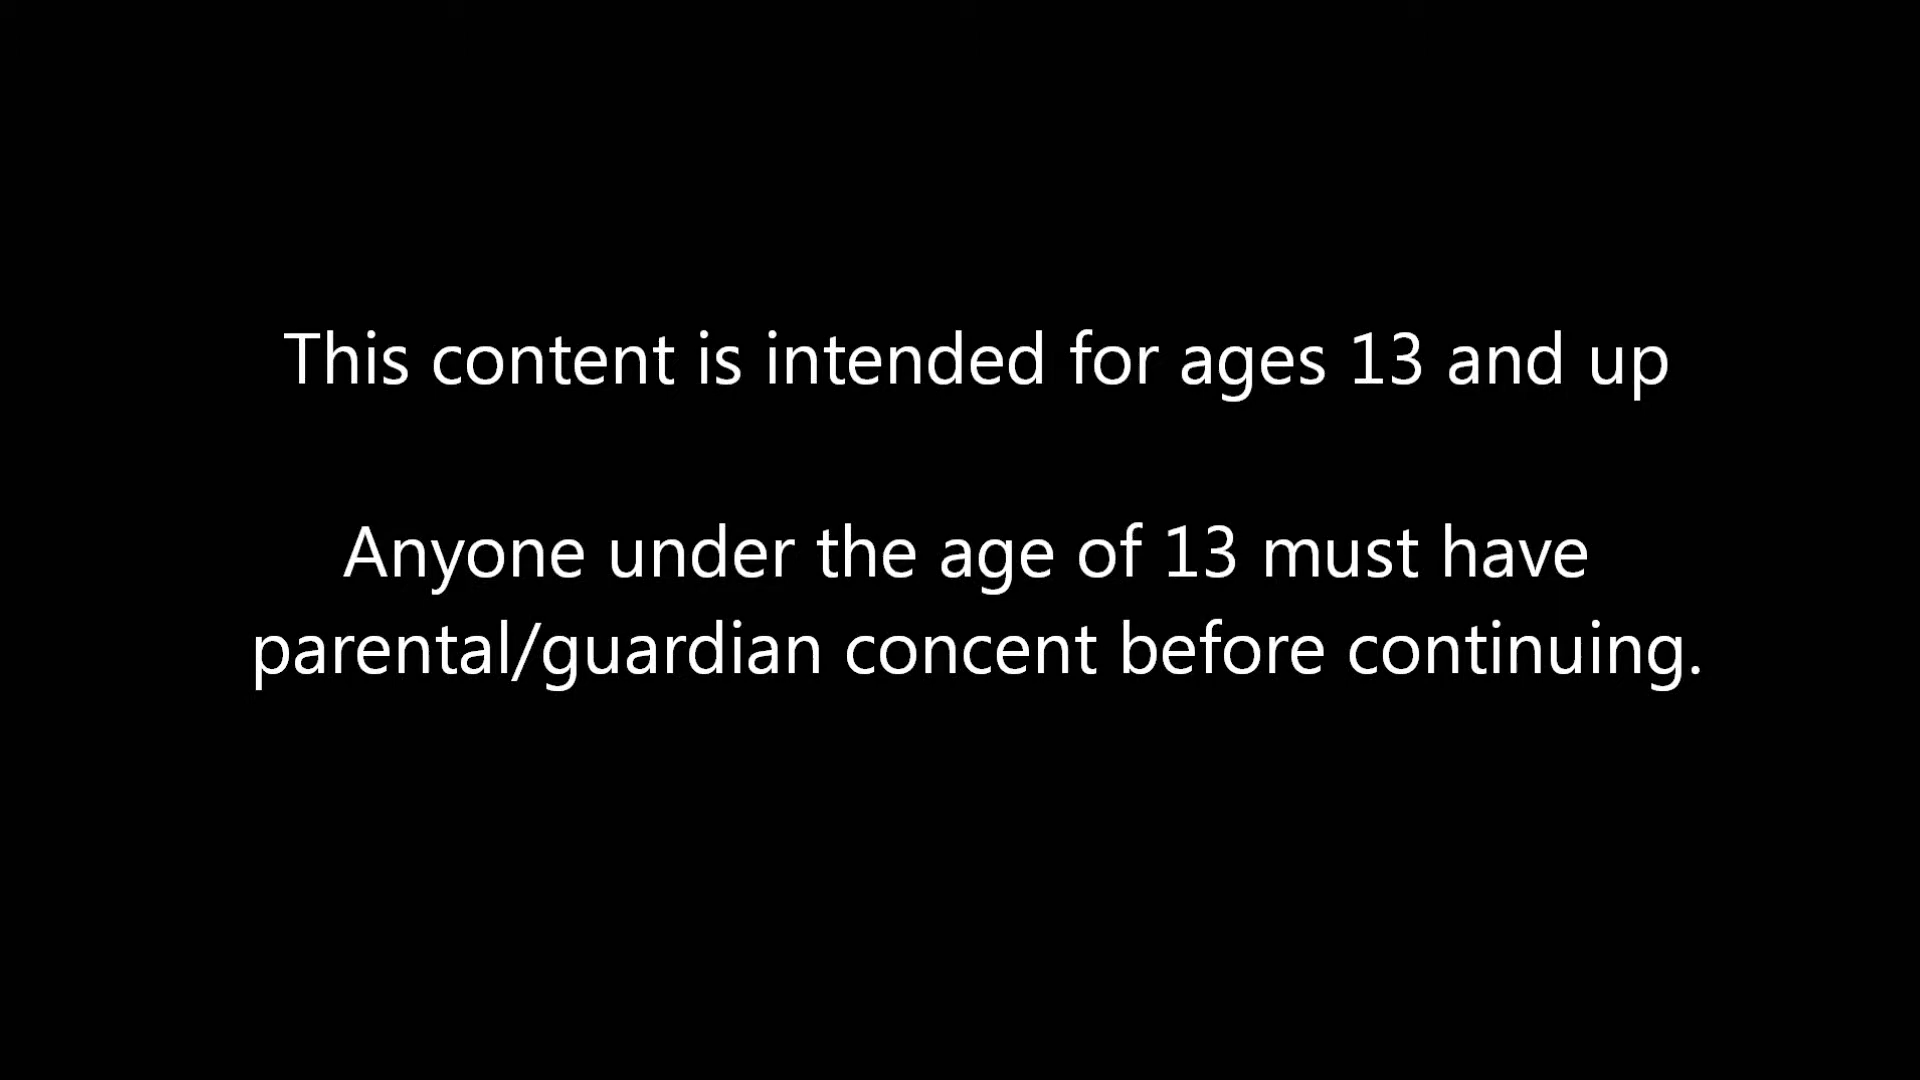 This content is intended for ages 13 and up
Anyone under the age of 13 must have
parental/guardian concent before continuing.